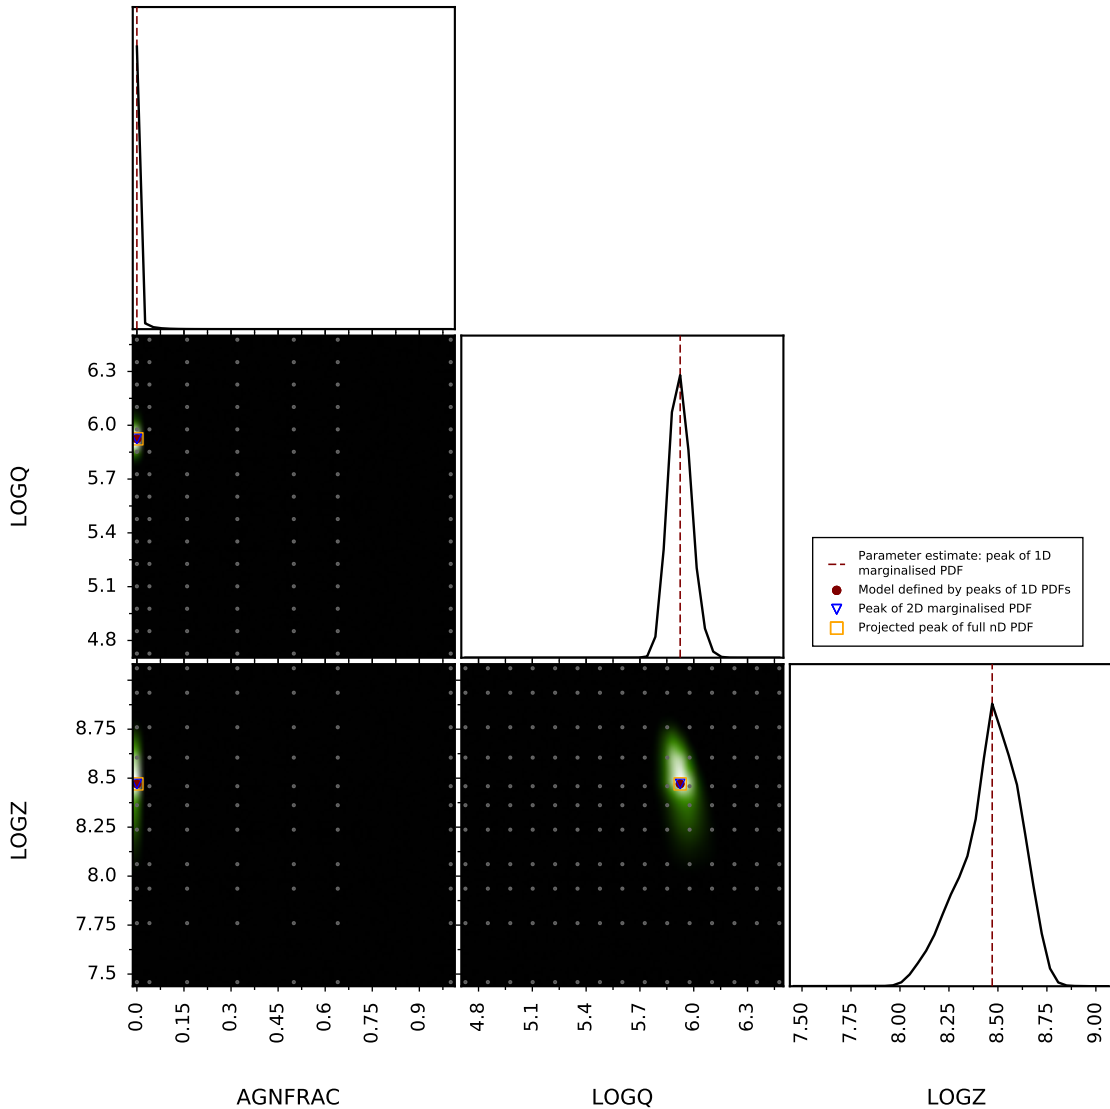 6.3
6.0
5.7
5.4
5.1
4.8
LOGQ
Parameter estimate: peak of 1D
marginalised PDF
Model defined by peaks of 1D PDFs
Peak of 2D marginalised PDF
Projected peak of full nD PDF
8.75
8.5
8.25
8.0
7.75
7.5
LOGZ
0.0 0.15 0.3 0.45 0.6 0.75 0.9
4.8 5.1 5.4 5.7 6.0 6.3
7.50 7.75 8.00 8.25 8.50 8.75 9.00
AGNFRAC
LOGQ
LOGZ